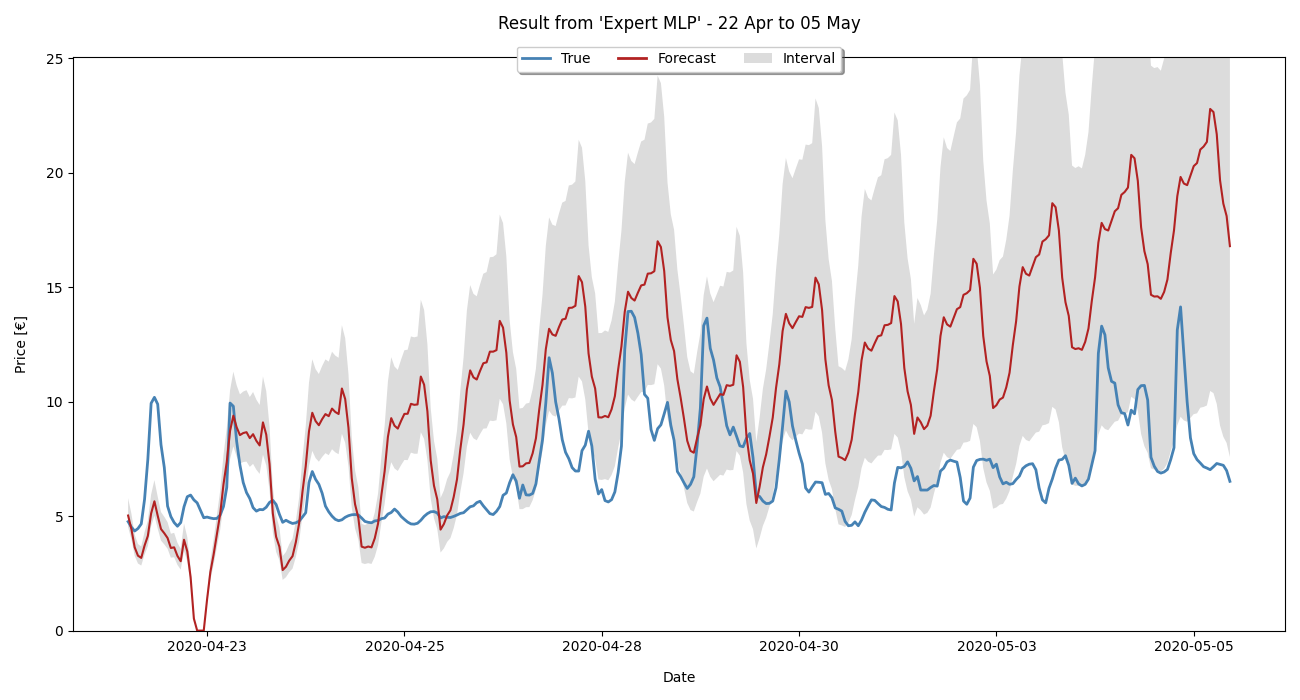 Result from 'Expert MLP' - 22 Apr to 05 May
True Forecast Interval
25
20
15
10
5
0
Price [€]
2020-04-23 2020-04-25 2020-04-28 2020-04-30 2020-05-03 2020-05-05
Date